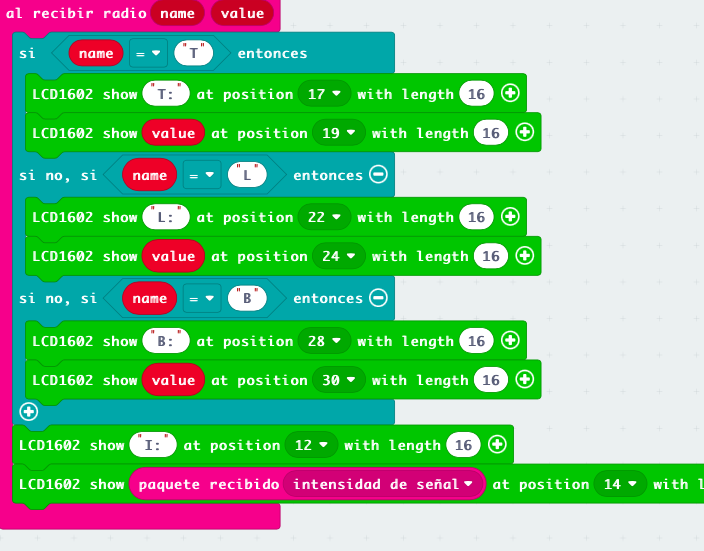 al recibir radio name value
si name = "T" entonces
LCD1602 show "T:" at position 17 with length 16
LCD1602 show value at position 19 with length 16
si no, si name = "L" entonces
LCD1602 show "L:" at position 22 with length 16
LCD1602 show value at position 24 with length 16
si no, si name = "B" entonces
LCD1602 show "B:" at position 28 with length 16
LCD1602 show value at position 30 with length 16
LCD1602 show "I:" at position 12 with length 16
LCD1602 show paquete recibido intensidad de señal at position 14 with l